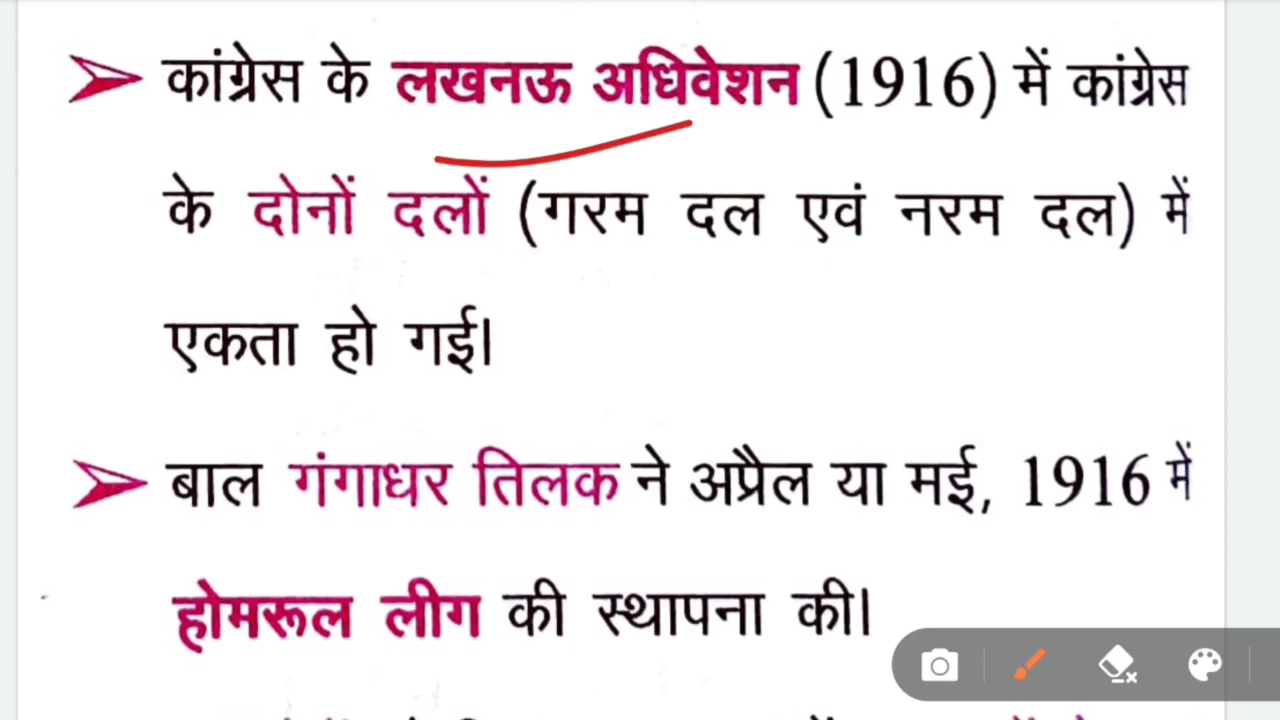 कांग्रेस के लखनऊ अधिवेशन (1916) में कांग्रेस
के दोनों दलों (गरम दल एवं नरम दल) में
एकता हो गई।
बाल गंगाधर तिलक ने अप्रैल या मई, 1916 में
होमरूल लीग की स्थापना की।